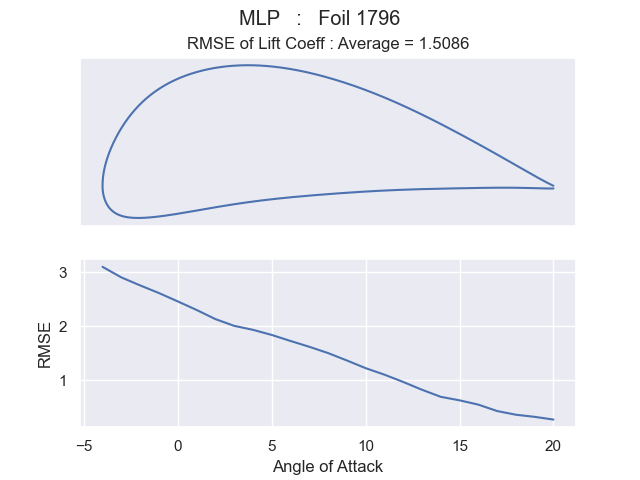 MLP   :   Foil 1796
RMSE of Lift Coeff : Average = 1.5086
3
2
1
RMSE
−5 0 5 10 15 20
Angle of Attack